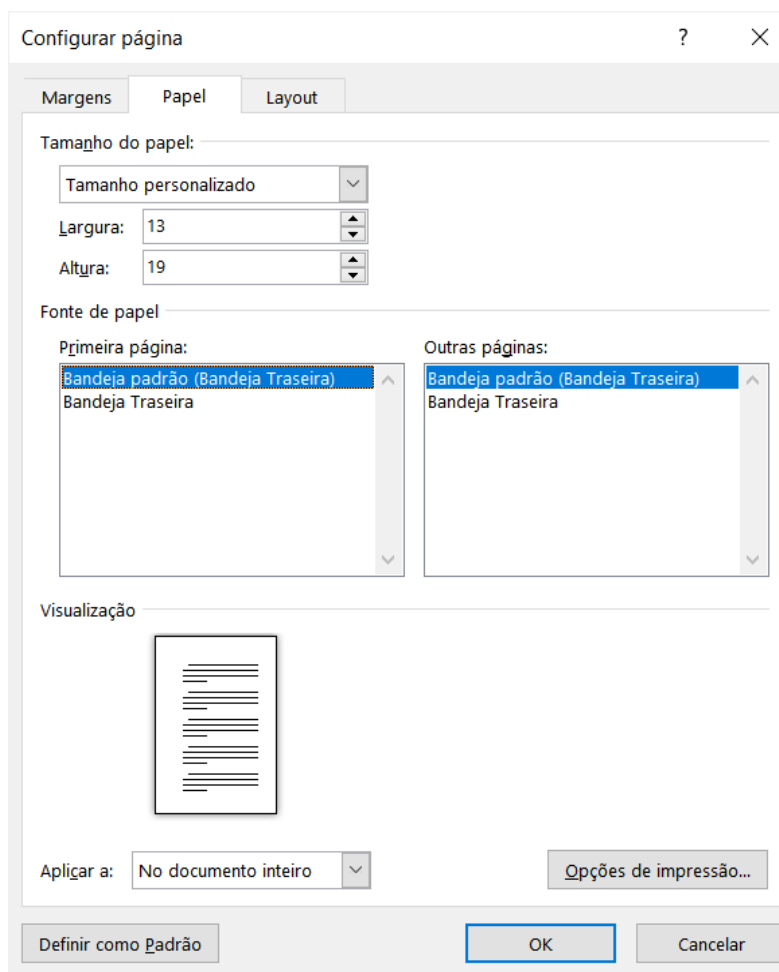 Configurar página ?
Margens Papel Layout
Tamanho do papel:
Tamanho personalizado
Largura: 13
Altura: 19
Fonte de papel
Primeira página: Outras páginas:
Bandeja padrão (Bandeja Traseira) Bandeja padrão (Bandeja Traseira)
Bandeja Traseira Bandeja Traseira
Visualização
Aplicar a: No documento inteiro Opções de impressão...
Definir como Padrão OK Cancelar